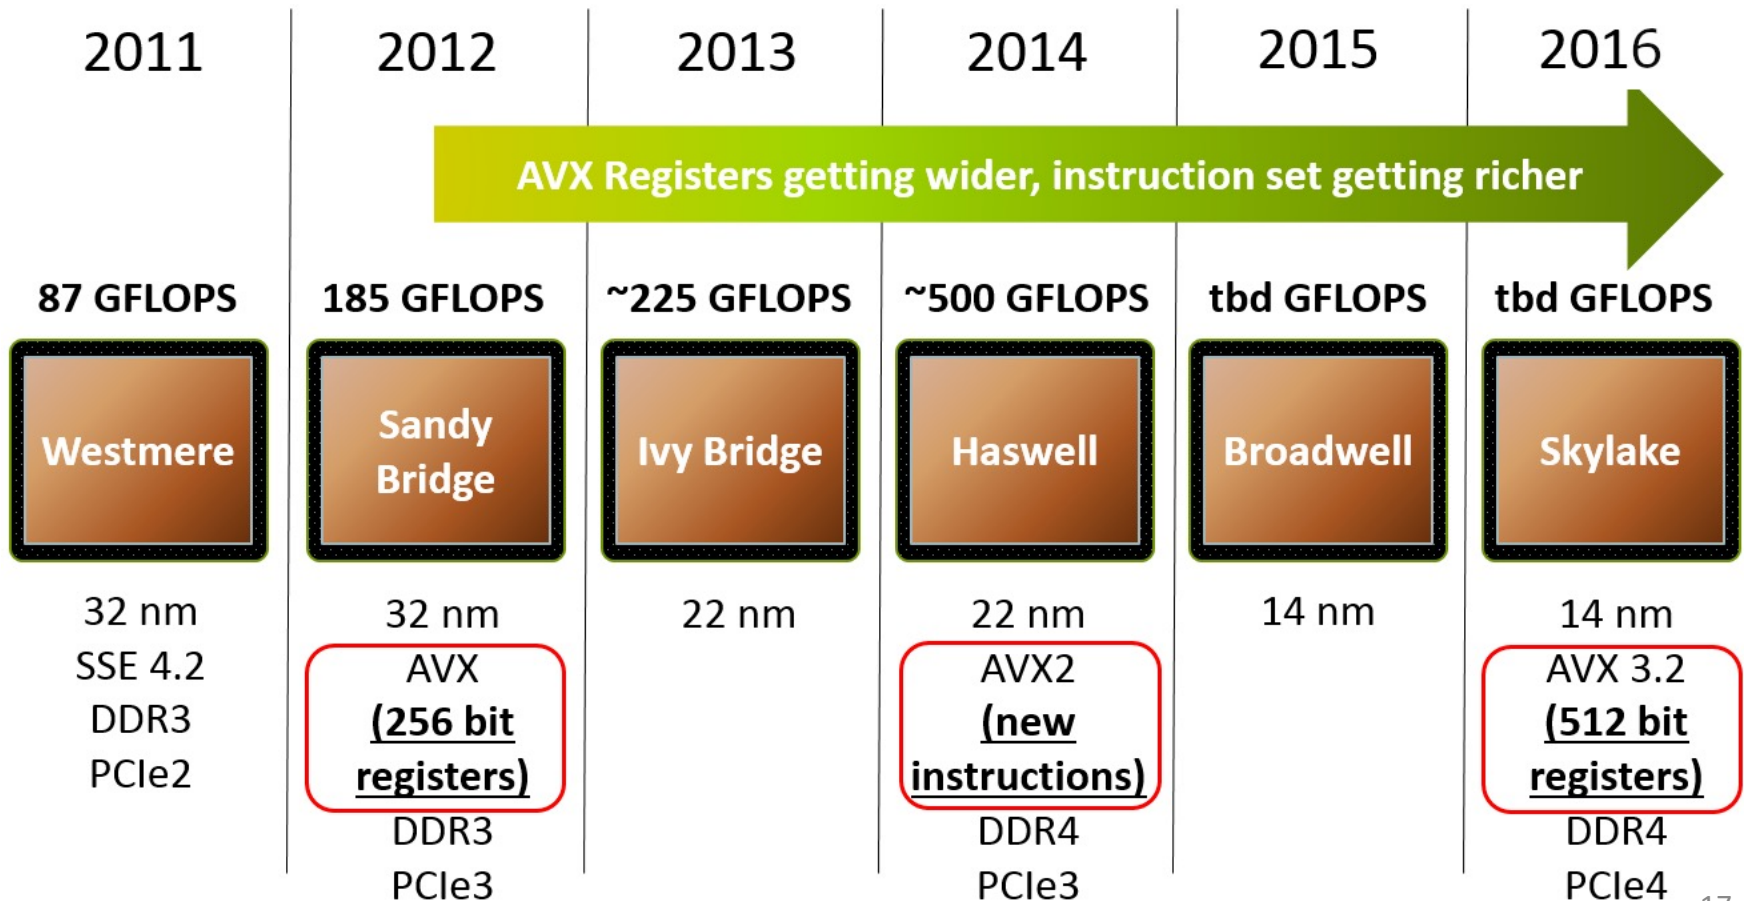 2011
2012
2013
2014
2015
2016
AVX Registers getting wider, instruction set getting richer
87 GFLOPS
185 GFLOPS
~225 GFLOPS
~500 GFLOPS
tbd GFLOPS
tbd GFLOPS
Westmere
Sandy
Bridge
Ivy Bridge
Haswell
Broadwell
Skylake
32 nm
SSE 4.2
DDR3
PCIe2
32 nm
AVX
(256 bit
registers)
DDR3
PCIe3
22 nm
22 nm
AVX2
(new
instructions)
DDR4
PCIe3
14 nm
14 nm
AVX 3.2
(512 bit
registers)
DDR4
PCIe4